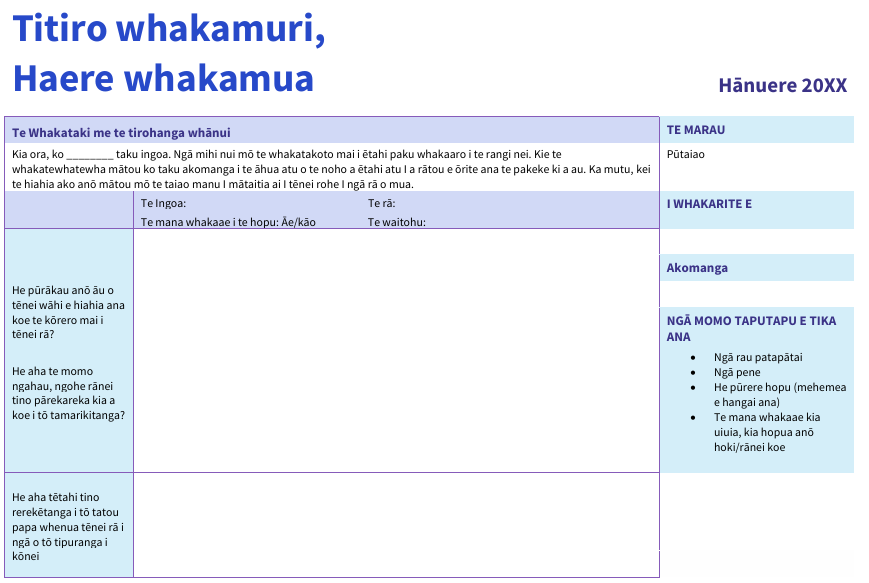 Titiro whakamuri,
Haere whakamua
Hānuere 20XX
Te Whakataki me te tirohanga whānui
Kia ora, ko ________ taku ingoa. Ngā mihi nui mō te whakatakoto mai i ētahi paku whakaaro i te rangi nei. Kie te
whakatewhatewha mātou ko taku akomanga i te āhua atu o te noho a ētahi atu I a rātou e ōrite ana te pakeke ki a au. Ka mutu, kei
te hiahia ako anō mātou mō te taiao manu I mātaitia ai I tēnei rohe I ngā rā o mua.
Te Ingoa:
Te rā:
Te mana whakaae i te hopu: Āe/kāo
Te waitohu:
He pūrākau anō āu o
tēnei wāhi e hiahia ana
koe te kōrero mai i
tēnei rā?
He aha te momo
ngahau, ngohe rānei
tino pārekareka kia a
koe i tō tamarikitanga?
He aha tētahi tino
rerekētanga i tō tatou
papa whenua tēnei rā i
ngā o tō tipuranga i
kōnei
TE MARAU
Pūtaiao
I WHAKARITE E
Akomanga
NGĀ MOMO TAPUTAPU E TIKA
ANA
• Ngā rau patapātai
• Ngā pene
• He pūrere hopu (mehemea
e hangai ana)
• Te mana whakaae kia
uiuia, kia hopua anō
hoki/rānei koe